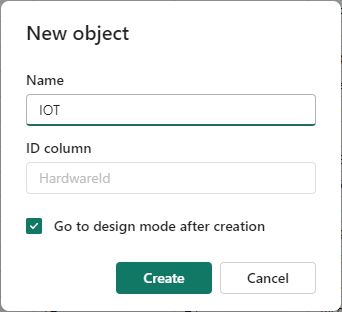 New object
Name
IOT
ID column
HardwareId
Go to design mode after creation
Create Cancel